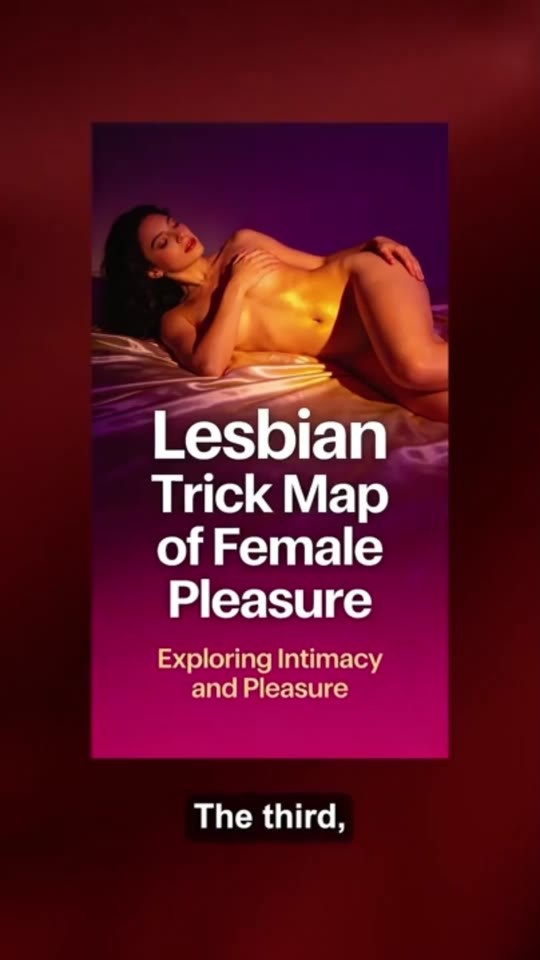 Lesbian
Trick Map
of Female
Pleasure
Exploring Intimacy
and Pleasure
The third,